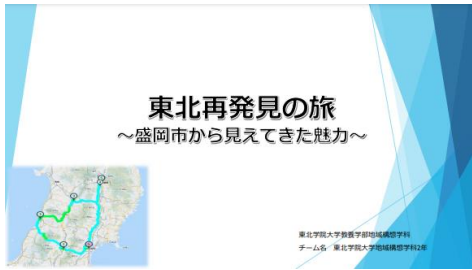 東北再発見の旅
～盛岡市から見えてきた魅力～
東北学院大学教養学部地域構想学科
チーム名　東北学院大学地域構想学科2年